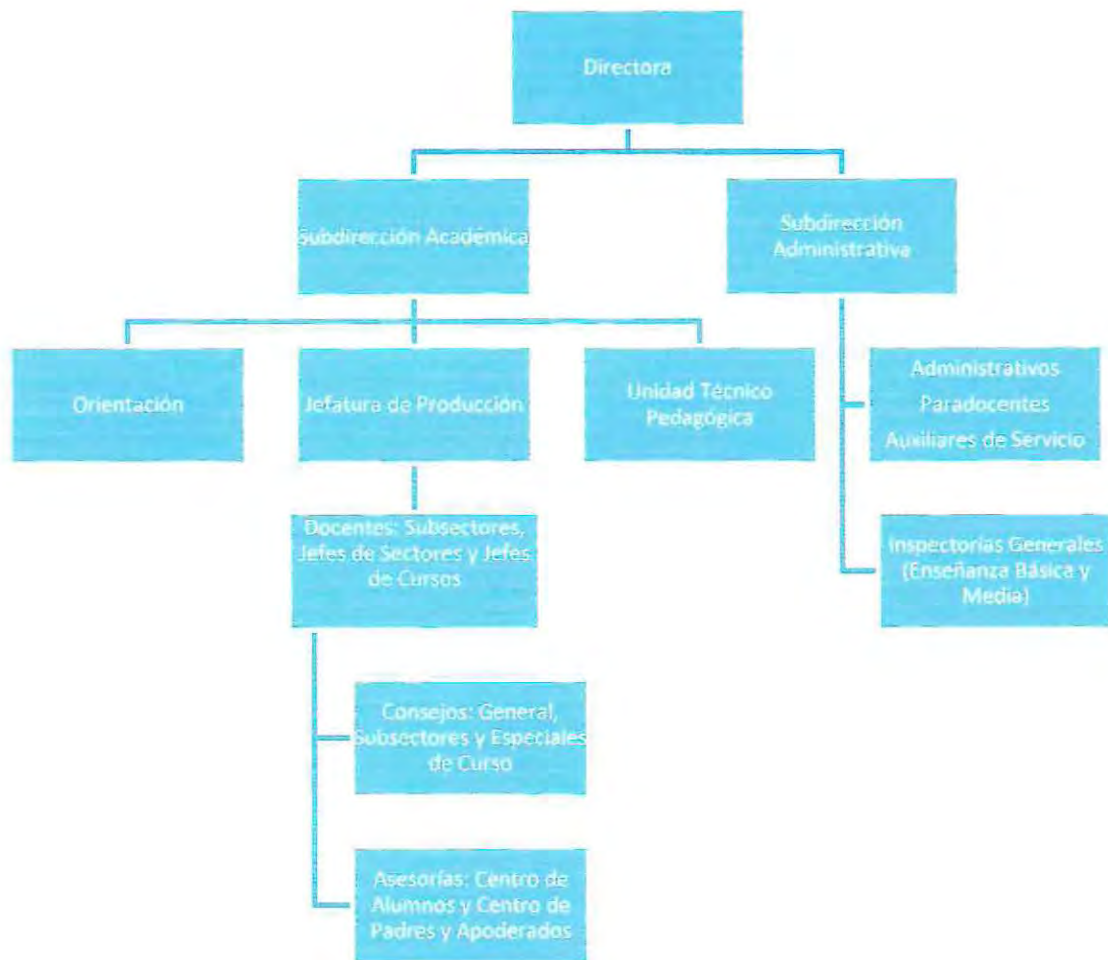 Directora
Subdirección Académica
Subdirección
Administrativa
Orientación
Jefatura de Producción
Unidad Técnico
Pedagógica
Administrativos
Paradocentes
Auxiliares de Servicio
Docentes: Subsectores,
Jefes de Sectores y Jefes
de Cursos
Inspectorías Generales
(Enseñanza Básica y
Media)
Consejos: General,
Subsectores y Especiales
de Curso
Asesorías: Centro de
Alumnos y Centro de
Padres y Apoderados